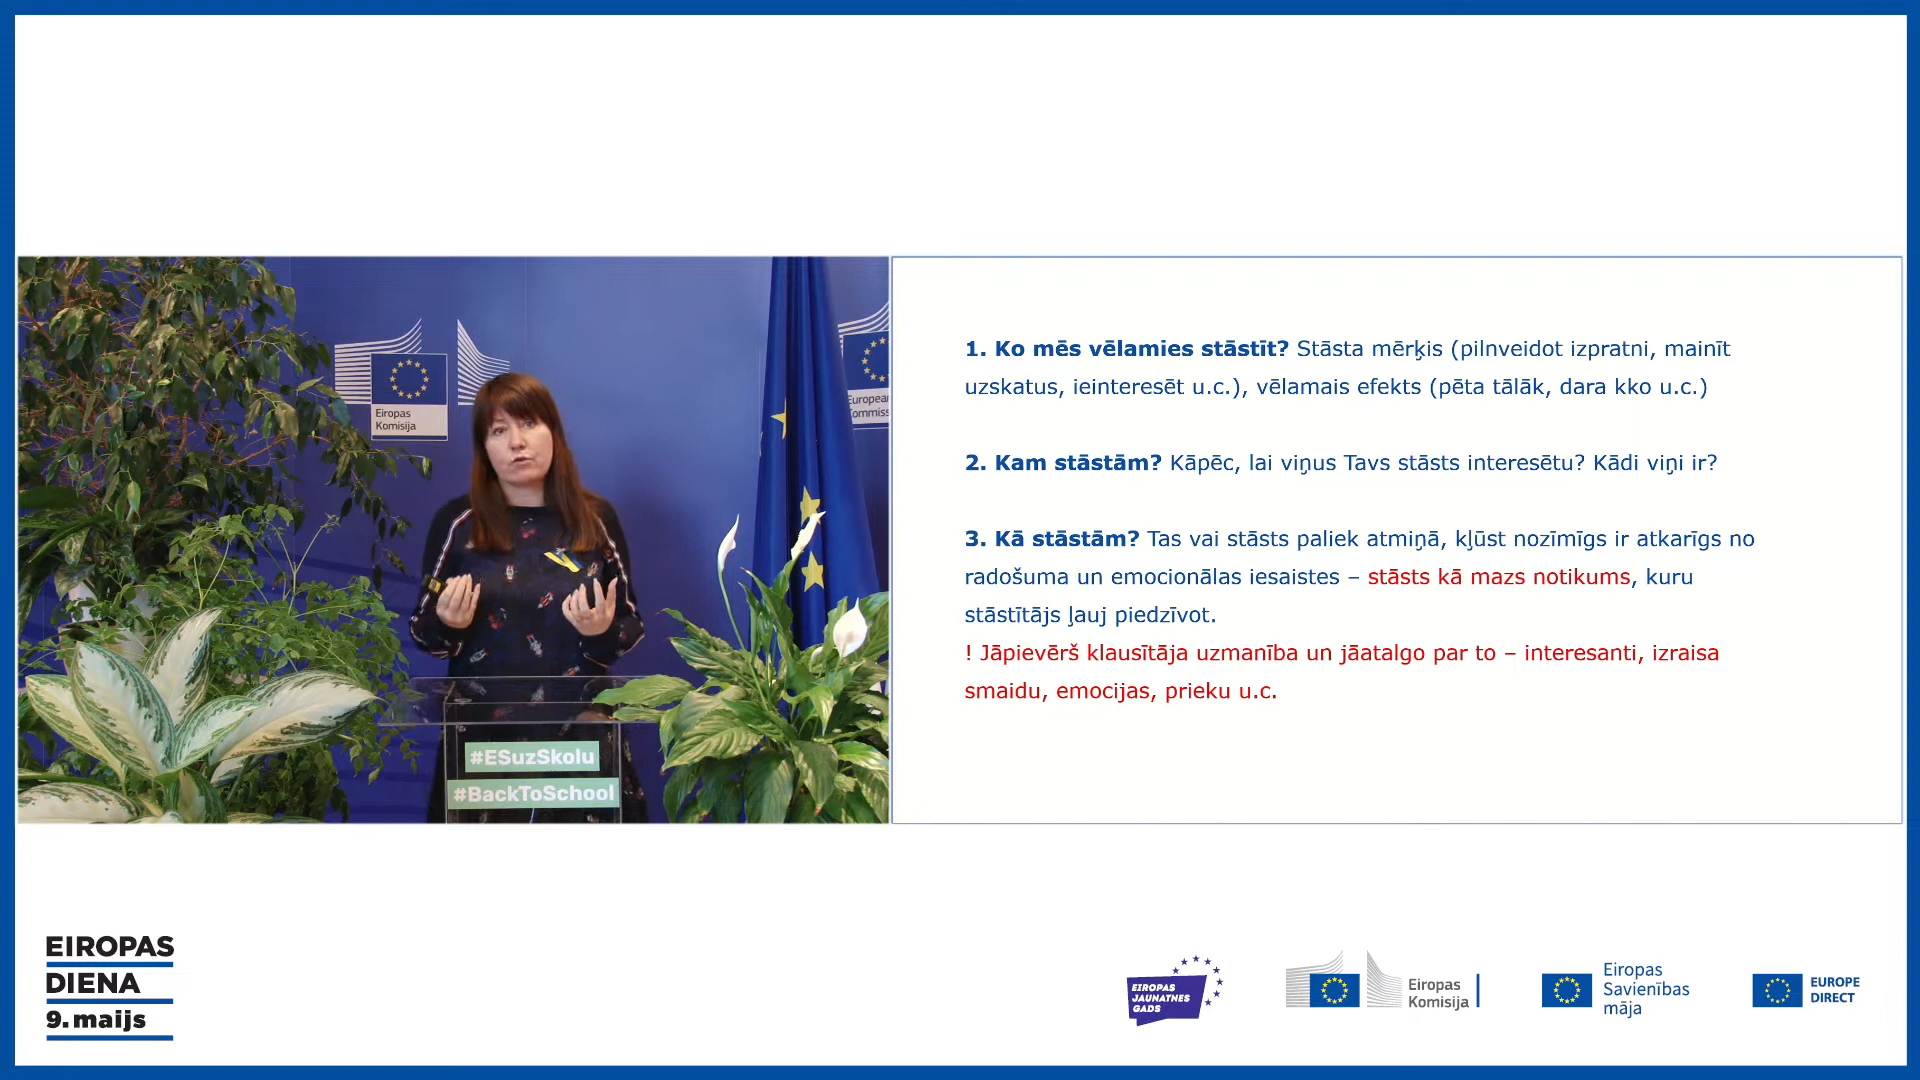 Eiropas
Komisija
European
#ESuzSkolu
#BackToSchool
1. Ko mēs vēlamies stāstīt? Stāsta mērķis (pilnveidot izpratni, mainīt
uzskatus, ieinteresēt u.c.), vēlamais efekts (pēta tālāk, dara kko u.c.)
2. Kam stāstām? Kāpēc, lai viņus Tavs stāsts interesētu? Kādi viņi ir?
3. Kā stāstām? Tas vai stāsts paliek atmiņā, kļūst nozīmīgs ir atkarīgs no
radošuma un emocionālas iesaistes – stāsts kā mazs notikums, kuru
stāstītājs ļauj piedzīvot.
! Jāpievērš klausītāja uzmanība un jāatalgo par to – interesanti, izraisa
smaidu, emocijas, prieku u.c.
EIROPAS
DIENA
9. maijs
EIROPAS
JAUNATNES
GADS
Eiropas
Komisija
Eiropas
Savienības
māja
EUROPE
DIRECT